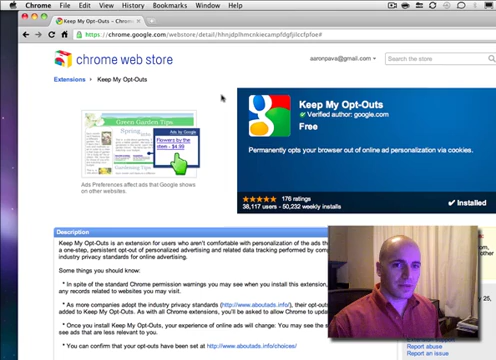 Chrome File Edit View History Bookmarks Window Help
Keep My Opt-Outs – Chrom
https://chrome.google.com/webstore/detail/hhnjdplhmcnkiecampfdgfjilccfpfoe#
chrome web store
aaronpava@gmail.com
Search the store
Extensions Keep My Opt-Outs
Green Garden Tips
Spring
Ads by Google
Flowers by the
stem - $4.99
Ads Preferences affect ads that Google shows
on other websites.
Keep My Opt-Outs
Verified author: google.com
Free
Permanently opts your browser out of online ad personalization via cookies.
176 ratings
38,117 users - 50,232 weekly installs
Installed
Description
Keep My Opt-Outs is an extension for users who aren't comfortable with personalization of the ads
a one-step, persistent opt-out of personalized advertising and related data tracking performed by
industry privacy standards for online advertising.
Some things you should know:
* In spite of the standard Chrome permission warnings you may see when you install this extension,
any records related to websites you may visit.
* As more companies adopt the industry privacy standards (http://www.aboutads.info/), their opt-outs
added to Keep My Opt-Outs. As with all Chrome extensions, you'll be asked to allow Chrome to
* Once you install Keep My Opt-Outs, your experience of online ads will change: You may see the
see ads that are less relevant to you.
* You can confirm that your opt-outs have been set at http://www.aboutads.info/choices/
25,
Report abuse
Report an issue